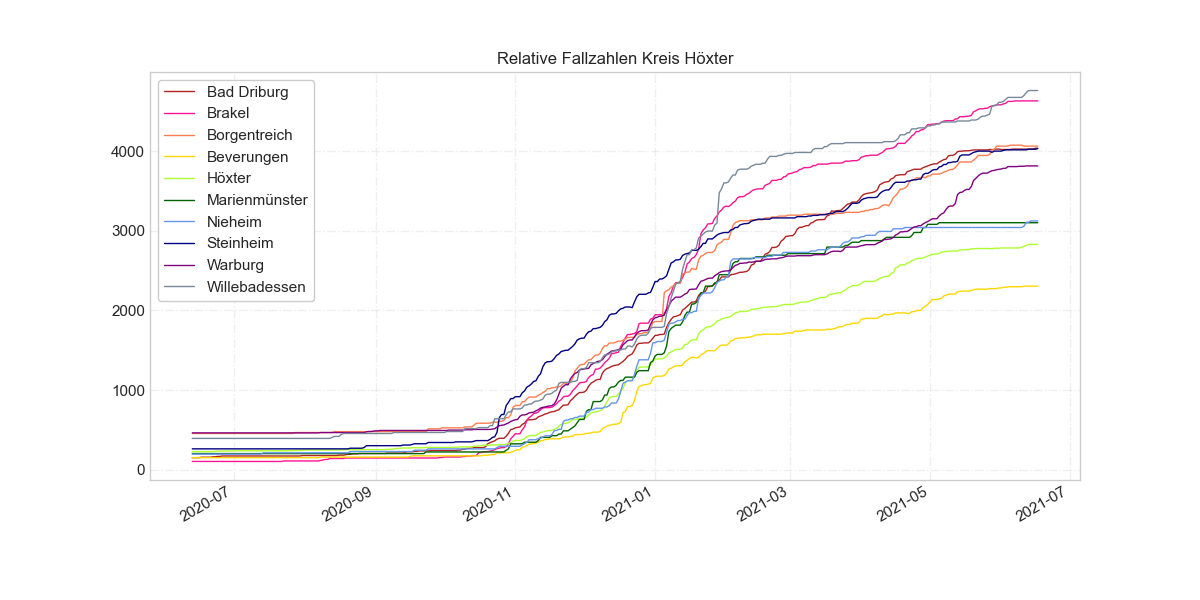 Relative Fallzahlen Kreis Höxter
Bad Driburg
Brakel
Borgentreich
Beverungen
Höxter
Marienmünster
Nieheim
Steinheim
Warburg
Willebadessen
4000
3000
2000
1000
0
2020-07
2020-09
2020-11
2021-01
2021-03
2021-05
2021-07